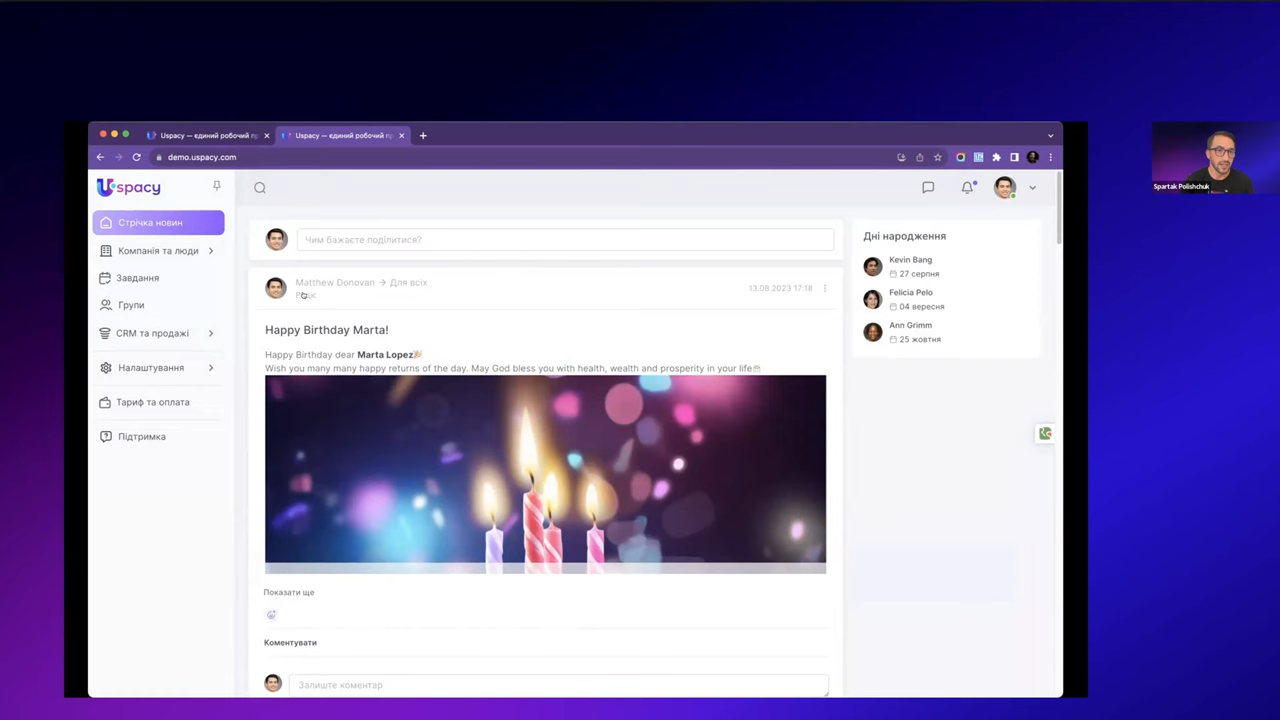 Uspacy — єдиний робочий пр
Uspacy — єдиний робочий пр
demo.uspacy.com
Uspacy
Стрічка новин
Компанія та люди
Завдання
Групи
CRM та продажі
Налаштування
Тариф та оплата
Підтримка
Чим бажаєте поділитися?
Matthew Donovan → Для всіх
13.08.2023 17:18
Happy Birthday Marta!
Happy Birthday dear Marta Lopez🎉
Wish you many many happy returns of the day. May God bless you with health, wealth and prosperity in your life🎂
Показати ще
Коментувати
Залиште коментар
Дні народження
Kevin Bang
27 серпня
Felicia Pelo
04 вересня
Ann Grimm
25 жовтня
Spartak Polishchuk